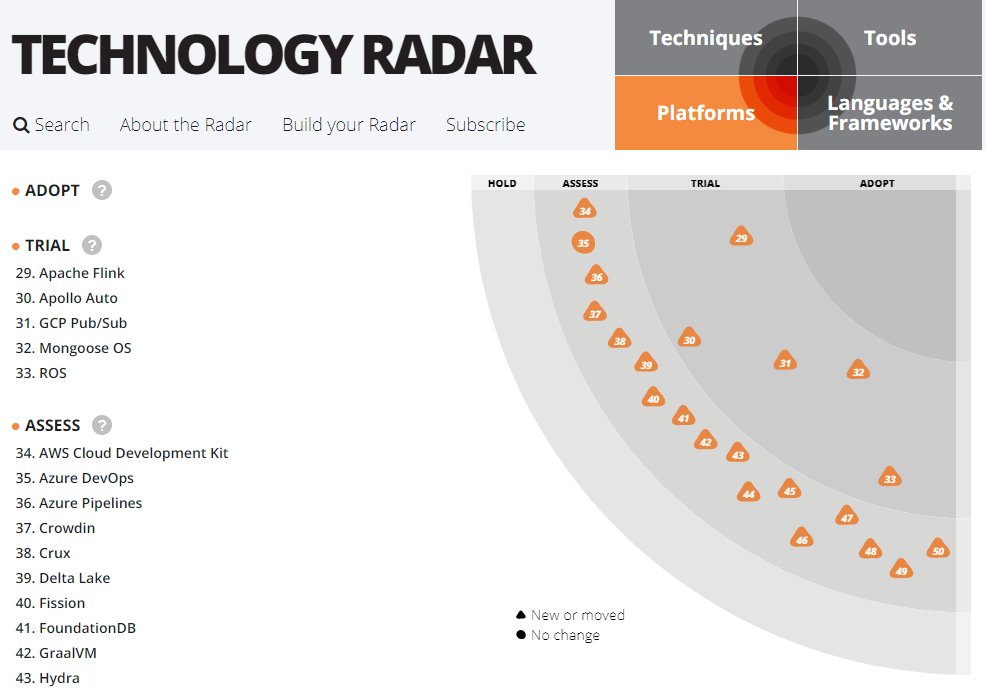 TECHNOLOGY RADAR
Techniques
Tools
Platforms
Languages &
Frameworks
Search
About the Radar
Build your Radar
Subscribe
ADOPT ?
TRIAL ?
29. Apache Flink
30. Apollo Auto
31. GCP Pub/Sub
32. Mongoose OS
33. ROS
ASSESS ?
34. AWS Cloud Development Kit
35. Azure DevOps
36. Azure Pipelines
37. Crowdin
38. Crux
39. Delta Lake
40. Fission
41. FoundationDB
42. GraalVM
43. Hydra
HOLD ASSESS TRIAL ADOPT
34
29
35
36
37
38
30
39
31
32
40
41
42
43
33
44
45
47
46
48
50
49
New or moved
No change